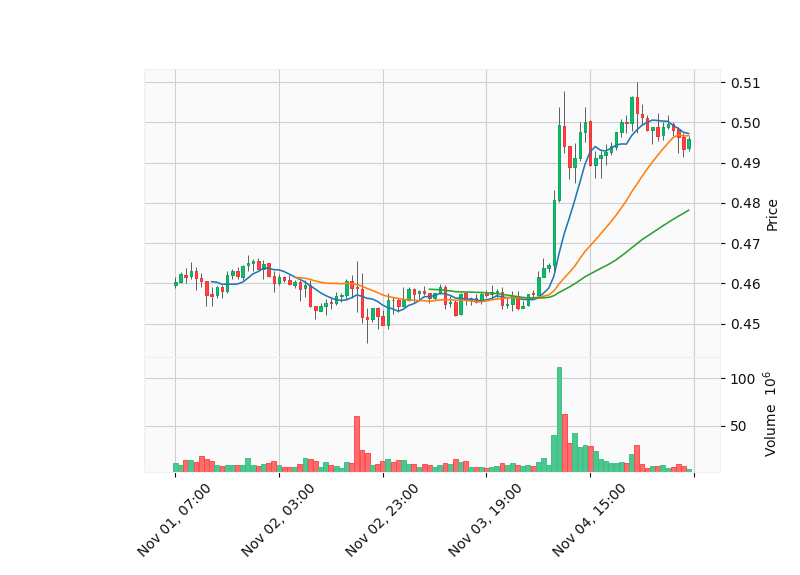 0.51
0.50
0.49
0.48
0.47
0.46
0.45
Price
100
50
Volume 10⁶
Nov 01, 07:00
Nov 02, 03:00
Nov 02, 23:00
Nov 03, 19:00
Nov 04, 15:00